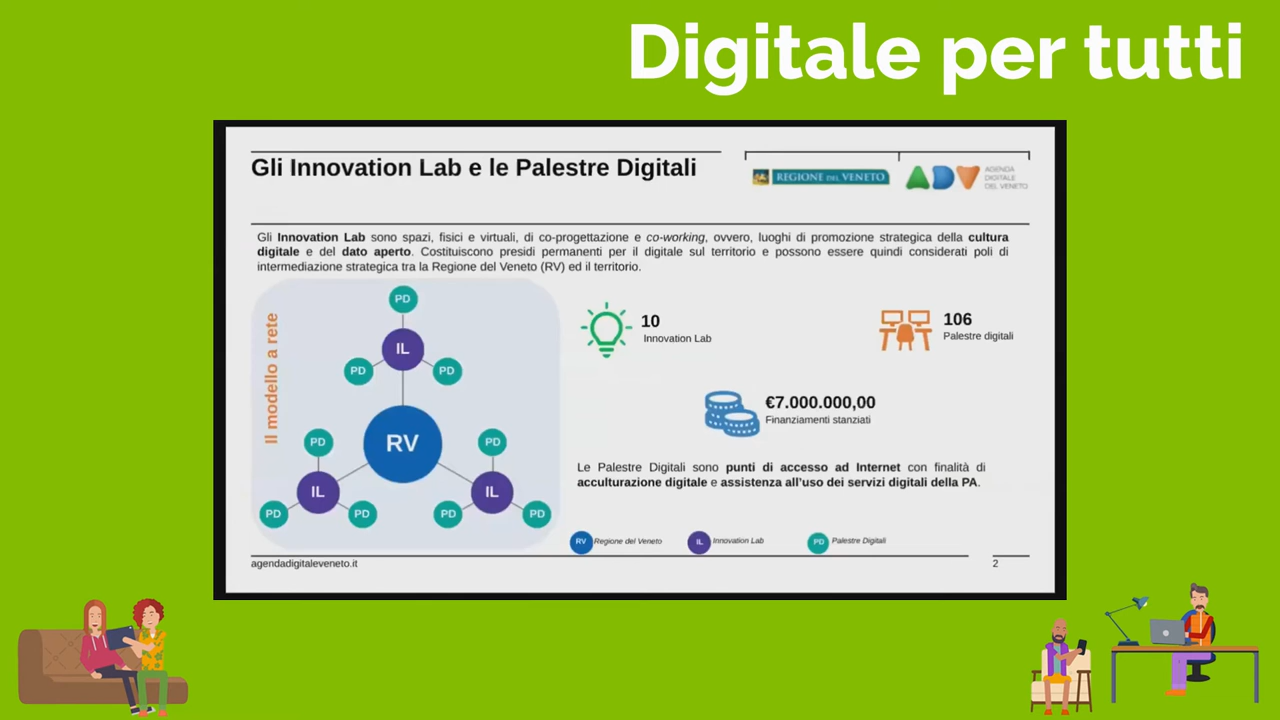 Digitale per tutti
Gli Innovation Lab e le Palestre Digitali
REGIONE DEL VENETO
ADV
AGENDA
DIGITALE
DEL VENETO
Gli Innovation Lab sono spazi, fisici e virtuali, di co-progettazione e co-working, ovvero, luoghi di promozione strategica della cultura
digitale e del dato aperto. Costituiscono presidi permanenti per il digitale sul territorio e possono essere quindi considerati poli di
intermediazione strategica tra la Regione del Veneto (RV) ed il territorio.
Il modello a rete
PD
IL
PD
PD
RV
PD
PD
IL
IL
PD
PD
PD
PD
10
Innovation Lab
106
Palestre digitali
€7.000.000,00
Finanziamenti stanziati
Le Palestre Digitali sono punti di accesso ad Internet con finalità di
acculturazione digitale e assistenza all'uso dei servizi digitali della PA.
RV Regione del Veneto
IL Innovation Lab
PD Palestre Digitali
agendadigitaleveneto.it
2